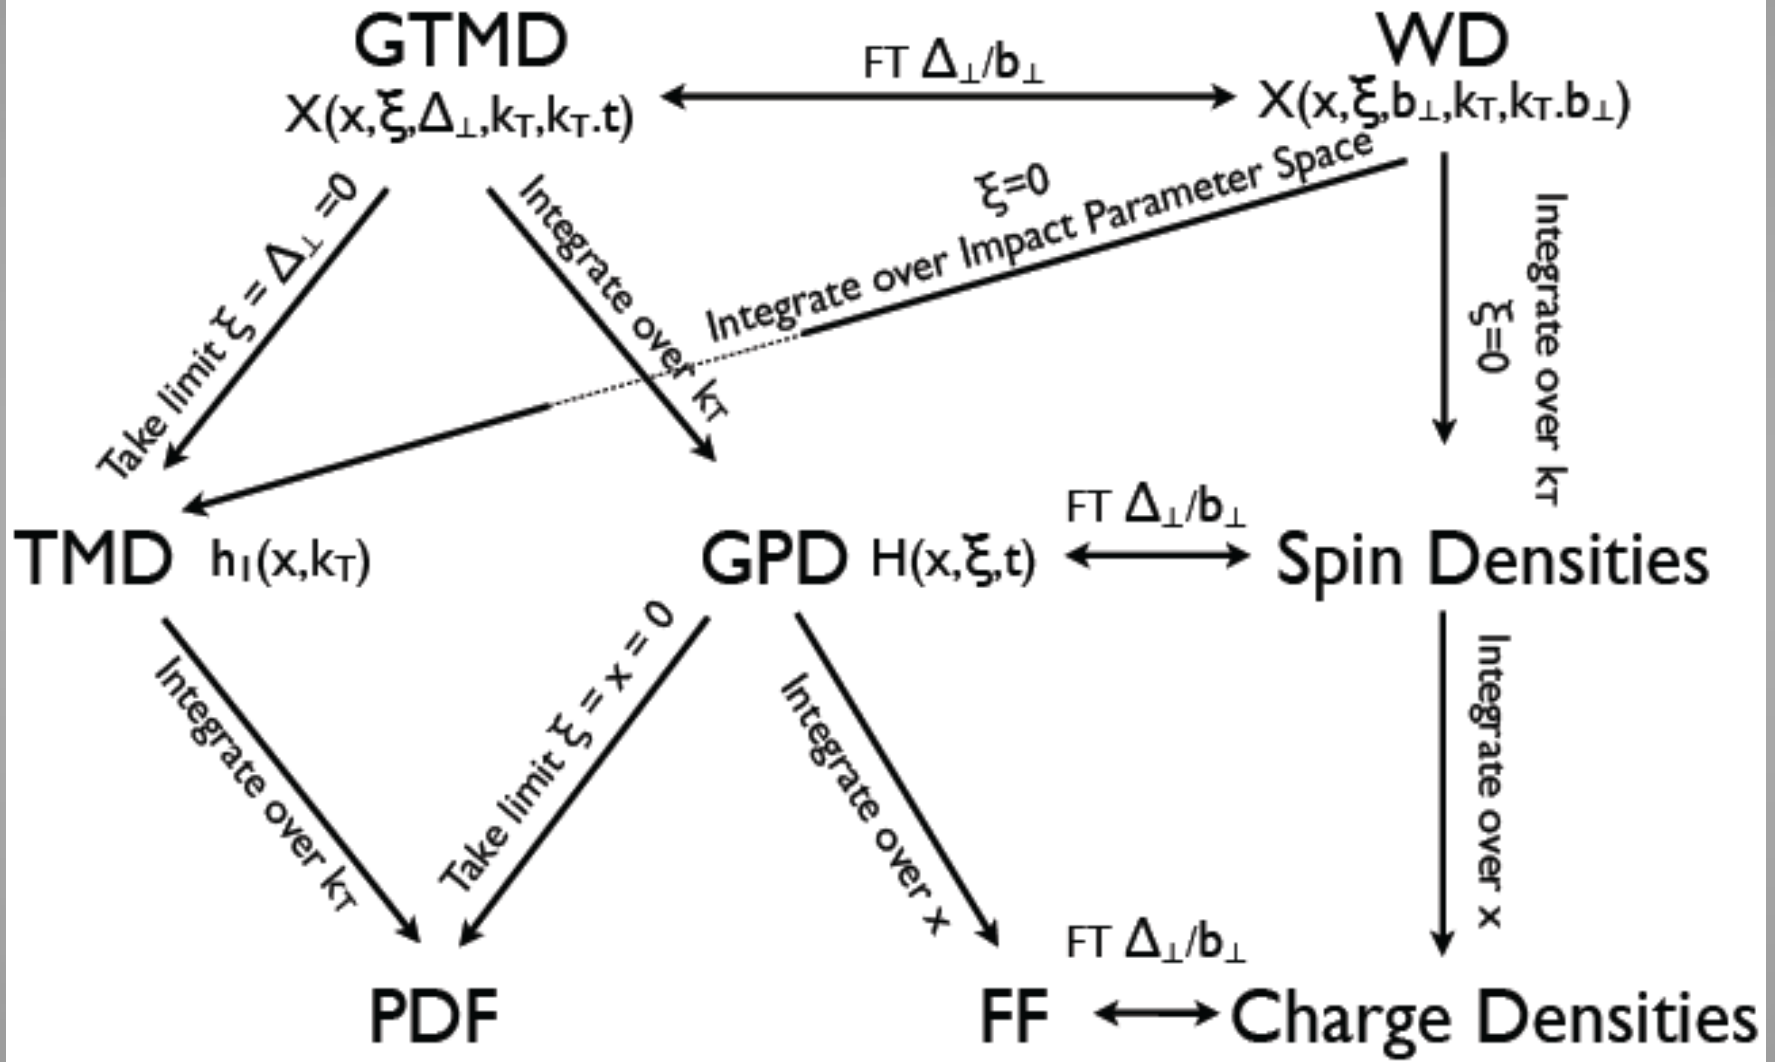 GTMD
X(x,ξ,Δ⊥,kT,kT.t)
FT Δ⊥/b⊥
WD
X(x,ξ,b⊥,kT,kT.b⊥)
Take limit ξ = Δ⊥ =0
Integrate over kT
ξ=0
Integrate over Impact Parameter Space
ξ=0
Integrate over kT
TMD h₁(x,kT)
GPD H(x,ξ,t)
FT Δ⊥/b⊥
Spin Densities
Integrate over kT
Take limit ξ = x = 0
Integrate over x
Integrate over x
PDF
FF
FT Δ⊥/b⊥
Charge Densities